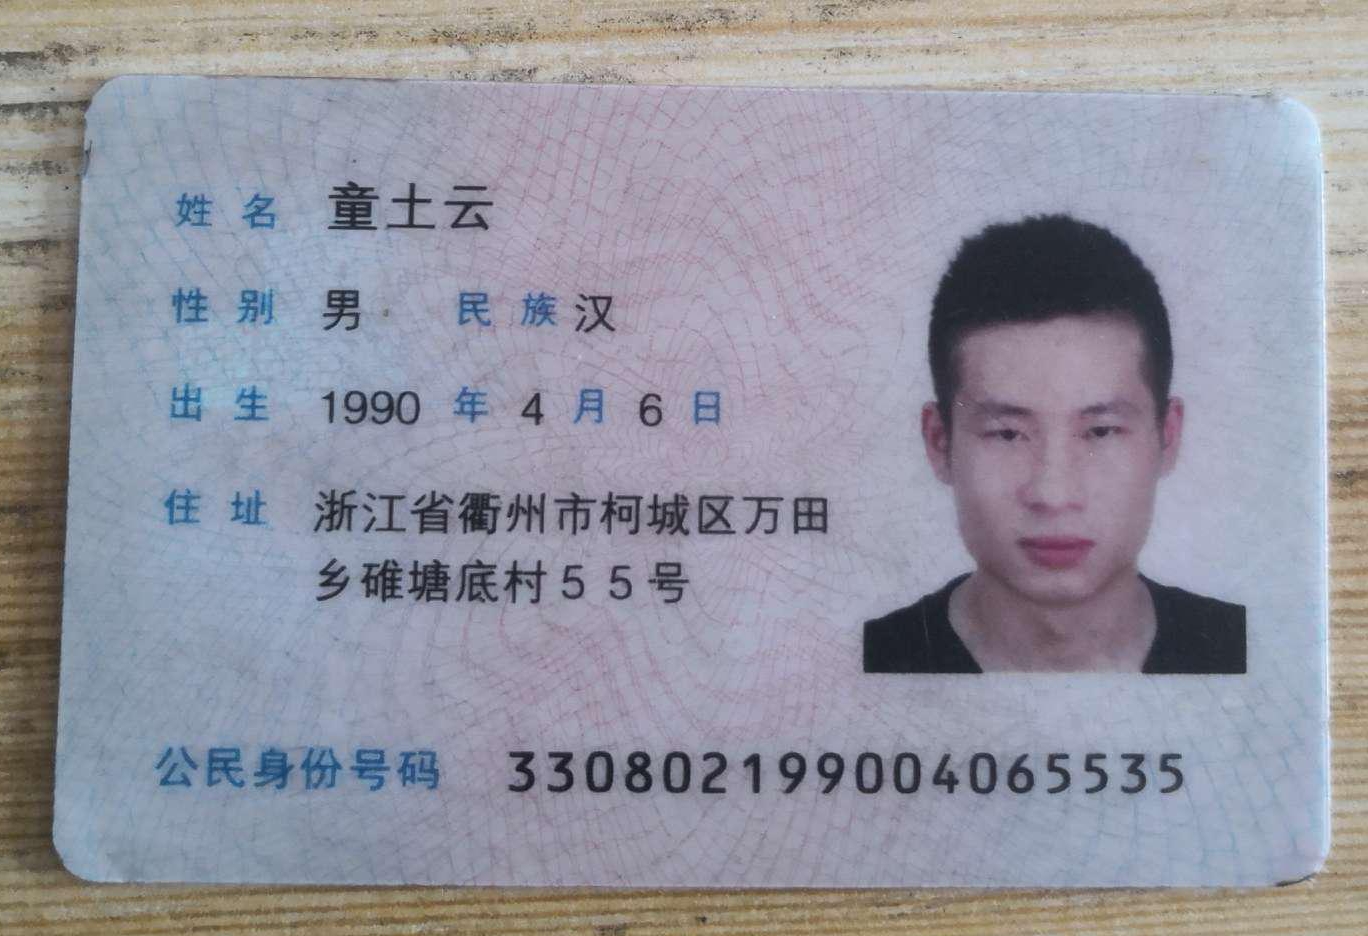 姓名 童土云
性别 男 民族 汉
出生 1990 年 4 月 6 日
住址 浙江省衢州市柯城区万田
乡碓塘底村55号
公民身份号码 330802199004065535